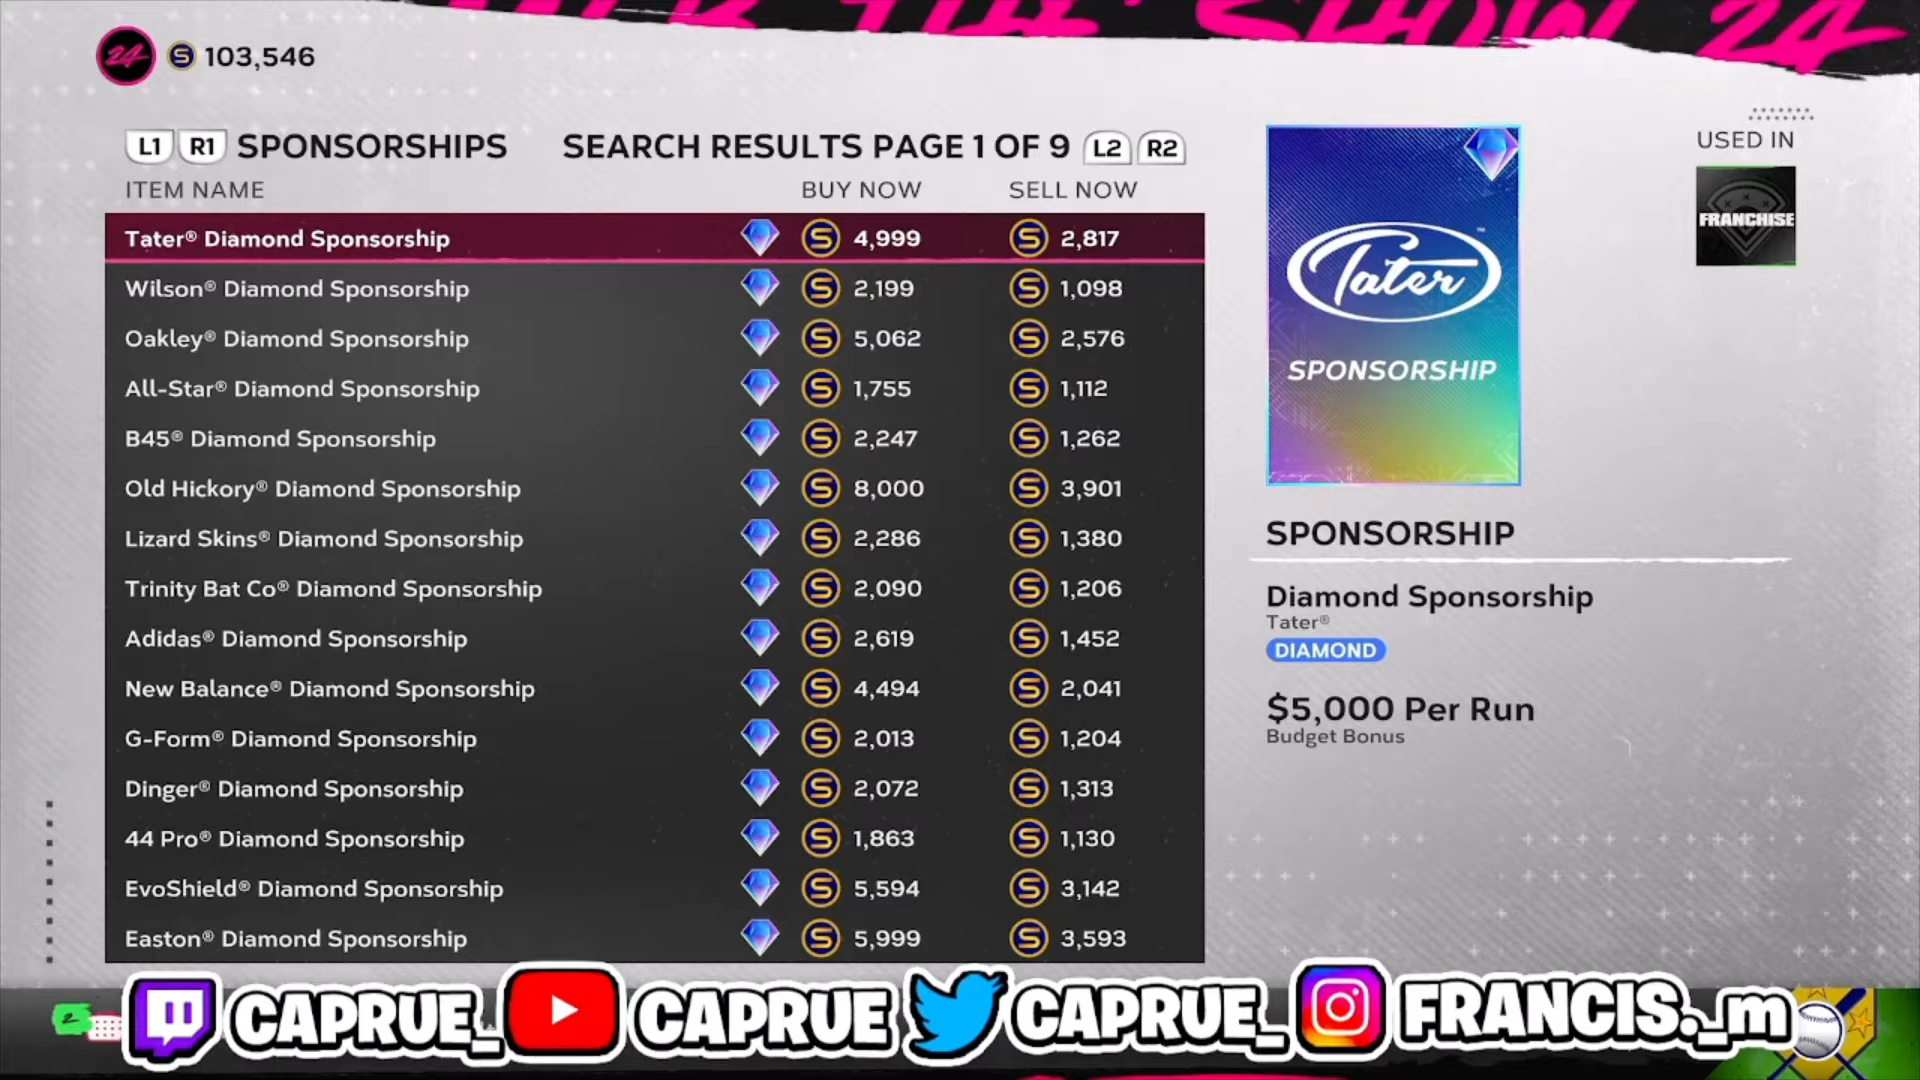 24 S 103,546
L1 R1 SPONSORSHIPS SEARCH RESULTS PAGE 1 OF 9 L2 R2
ITEM NAME BUY NOW SELL NOW
Tater® Diamond Sponsorship S 4,999 S 2,817
Wilson® Diamond Sponsorship S 2,199 S 1,098
Oakley® Diamond Sponsorship S 5,062 S 2,576
All-Star® Diamond Sponsorship S 1,755 S 1,112
B45® Diamond Sponsorship S 2,247 S 1,262
Old Hickory® Diamond Sponsorship S 8,000 S 3,901
Lizard Skins® Diamond Sponsorship S 2,286 S 1,380
Trinity Bat Co® Diamond Sponsorship S 2,090 S 1,206
Adidas® Diamond Sponsorship S 2,619 S 1,452
New Balance® Diamond Sponsorship S 4,494 S 2,041
G-Form® Diamond Sponsorship S 2,013 S 1,204
Dinger® Diamond Sponsorship S 2,072 S 1,313
44 Pro® Diamond Sponsorship S 1,863 S 1,130
EvoShield® Diamond Sponsorship S 5,594 S 3,142
Easton® Diamond Sponsorship S 5,999 S 3,593
Tater™
SPONSORSHIP
USED IN
FRANCHISE
SPONSORSHIP
Diamond Sponsorship
Tater®
DIAMOND
$5,000 Per Run
Budget Bonus
CAPRUE_ CAPRUE CAPRUE_ FRANCIS._m